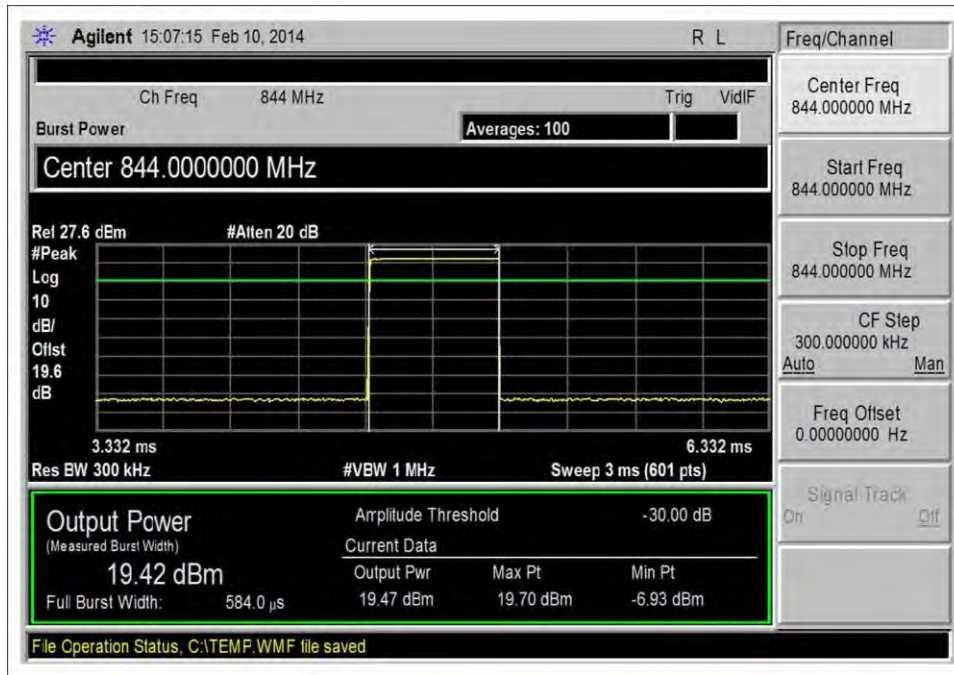 Agilent 15:07:15 Feb 10, 2014 R L
Ch Freq 844 MHz Trig VidIF
Burst Power
Averages: 100
Center 844.0000000 MHz
Ref 27.6 dBm #Atten 20 dB
#Peak
Log
10
dB/
Offst
19.6
dB
3.332 ms 6.332 ms
Res BW 300 kHz #VBW 1 MHz Sweep 3 ms (601 pts)
Output Power
(Measured Burst Width)
19.42 dBm
Full Burst Width: 584.0 µs
Amplitude Threshold -30.00 dB
Current Data
Output Pwr Max Pt Min Pt
19.47 dBm 19.70 dBm -6.93 dBm
File Operation Status, C:\TEMP.WMF file saved
Freq/Channel
Center Freq
844.000000 MHz
Start Freq
844.000000 MHz
Stop Freq
844.000000 MHz
CF Step
300.000000 kHz
Auto Man
Freq Offset
0.00000000 Hz
Signal Track
On Off